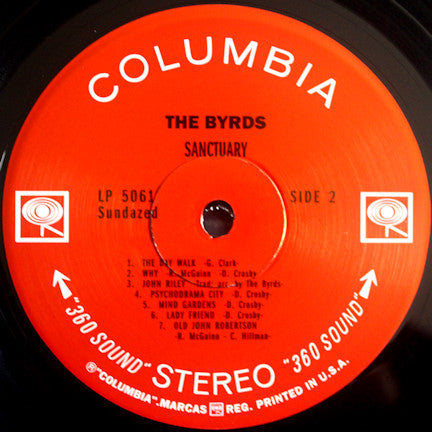 COLUMBIA
THE BYRDS
SANCTUARY
LP 5061 SIDE 2
Sundazed
1. THE DAY WALK -G. Clark-
2. WHY -R. McGuinn - D. Crosby-
3. JOHN RILEY -Trad: arr. by The Byrds-
4. PSYCHODRAMA CITY -D. Crosby-
5. MIND GARDENS -D. Crosby-
6. LADY FRIEND -D. Crosby-
7. OLD JOHN ROBERTSON
-R. McGuinn - C. Hillman-
"360 SOUND" STEREO "360 SOUND"
®"COLUMBIA".MARCAS REG. PRINTED IN U.S.A.